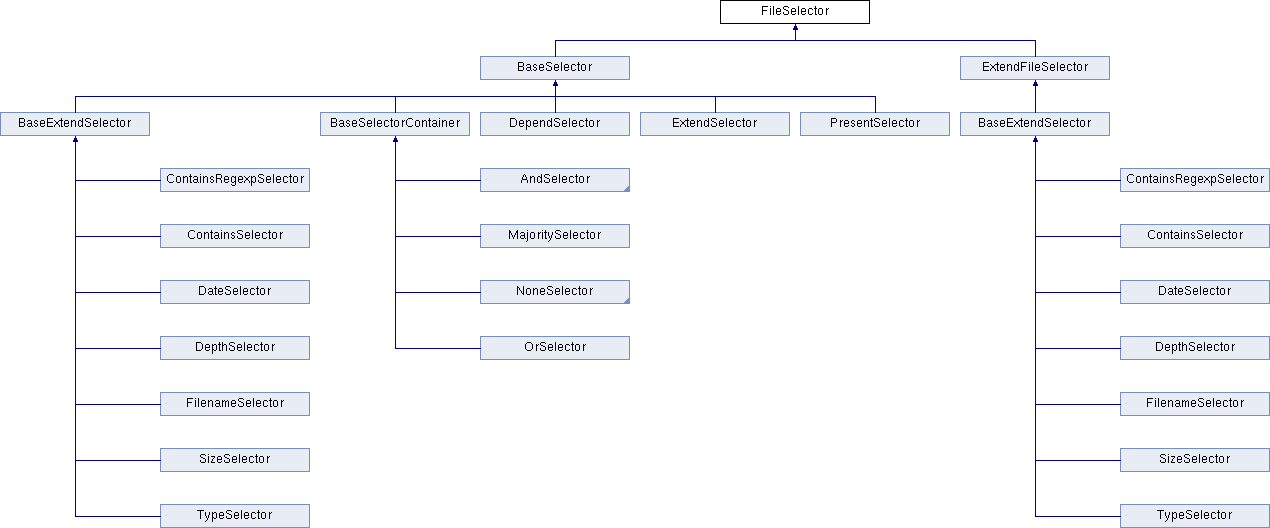 FileSelector
BaseSelector
ExtendFileSelector
BaseExtendSelector
BaseSelectorContainer
DependSelector
ExtendSelector
PresentSelector
BaseExtendSelector
ContainsRegexpSelector
AndSelector
ContainsRegexpSelector
ContainsSelector
MajoritySelector
ContainsSelector
DateSelector
NoneSelector
DateSelector
DepthSelector
OrSelector
DepthSelector
FilenameSelector
FilenameSelector
SizeSelector
SizeSelector
TypeSelector
TypeSelector